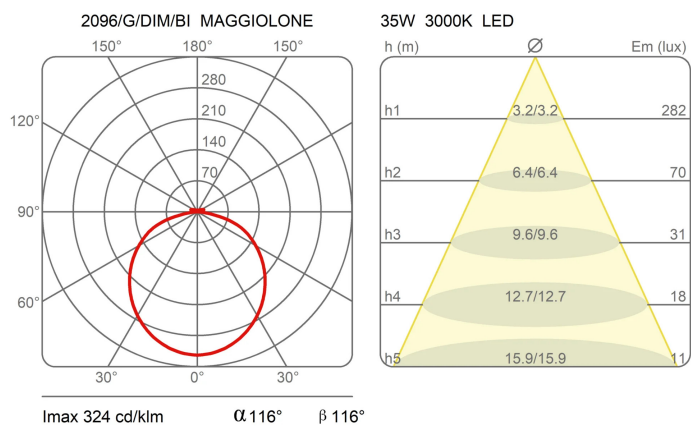 2096/G/DIM/BI MAGGIOLONE
150° 180° 150°
280
210
120°
140
70
90°
60°
30° 0° 30°
Imax 324 cd/klm α 116° β 116°
35W 3000K LED
h (m) Ø Em (lux)
h1 3.2/3.2 282
h2 6.4/6.4 70
h3 9.6/9.6 31
h4 12.7/12.7 18
h5 15.9/15.9 11